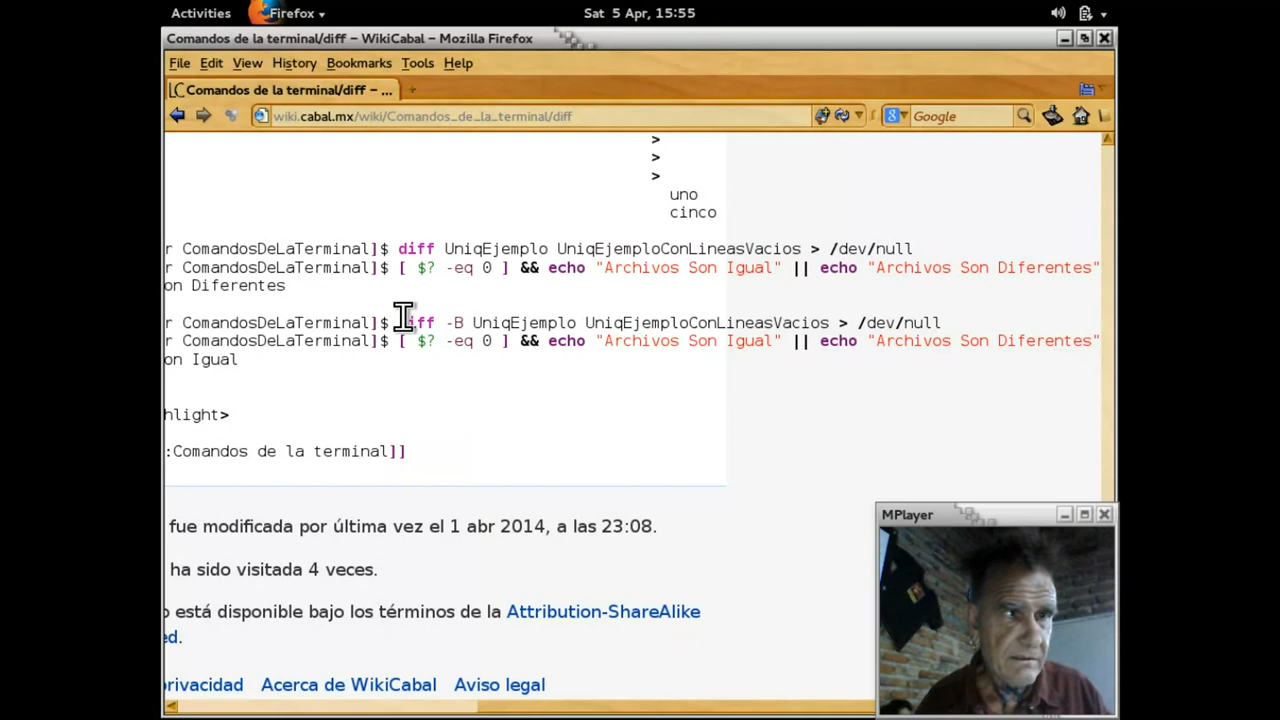 Activities Firefox Sat 5 Apr, 15:55
Comandos de la terminal/diff – WikiCabal – Mozilla Firefox
File Edit View History Bookmarks Tools Help
Comandos de la terminal/diff – ...
wiki.cabal.mx/wiki/Comandos_de_la_terminal/diff Google
>
>
>
uno
cinco
r ComandosDeLaTerminal]$ diff UniqEjemplo UniqEjemploConLineasVacios > /dev/null
r ComandosDeLaTerminal]$ [ $? -eq 0 ] && echo "Archivos Son Igual" || echo "Archivos Son Diferentes"
on Diferentes
r ComandosDeLaTerminal]$ diff -B UniqEjemplo UniqEjemploConLineasVacios > /dev/null
r ComandosDeLaTerminal]$ [ $? -eq 0 ] && echo "Archivos Son Igual" || echo "Archivos Son Diferentes"
on Igual
hlight>
:Comandos de la terminal]]
fue modificada por última vez el 1 abr 2014, a las 23:08.
MPlayer
ha sido visitada 4 veces.
o está disponible bajo los términos de la Attribution-ShareAlike
ed.
privacidad Acerca de WikiCabal Aviso legal